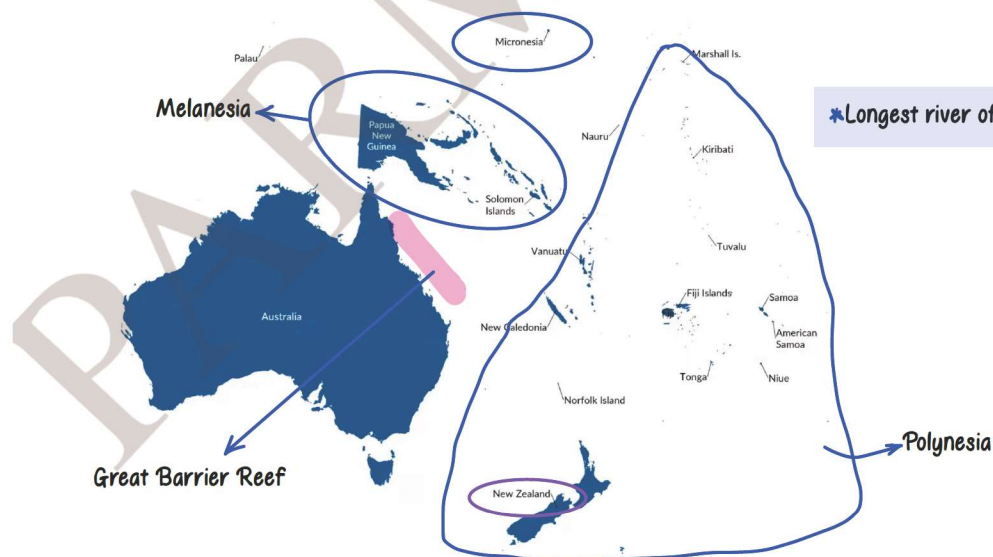 Micronesia
Marshall Is.
Palau
Melanesia
*Longest river of
Papua
New
Guinea
Nauru
Kiribati
Solomon
Islands
Vanuatu
Tuvalu
Fiji Islands
Samoa
Australia
New Caledonia
American
Samoa
Tonga
Niue
Norfolk Island
Polynesia
Great Barrier Reef
New Zealand